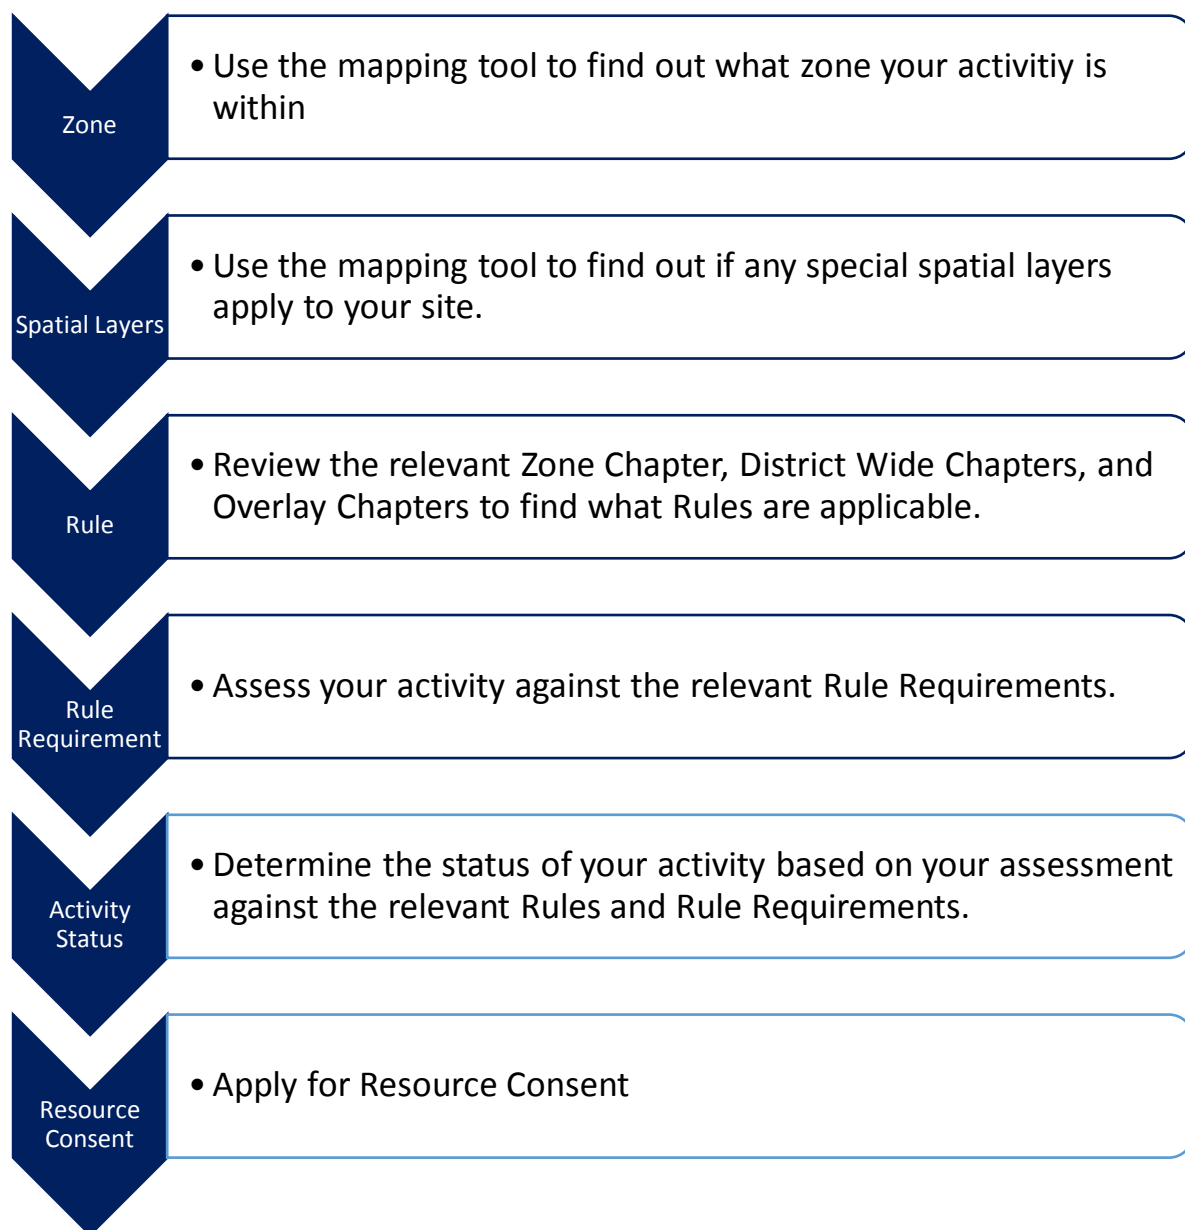 Zone
• Use the mapping tool to find out what zone your activitiy is
within
Spatial Layers
• Use the mapping tool to find out if any special spatial layers
apply to your site.
Rule
• Review the relevant Zone Chapter, District Wide Chapters, and
Overlay Chapters to find what Rules are applicable.
Rule
Requirement
• Assess your activity against the relevant Rule Requirements.
Activity
Status
• Determine the status of your activity based on your assessment
against the relevant Rules and Rule Requirements.
Resource
Consent
• Apply for Resource Consent